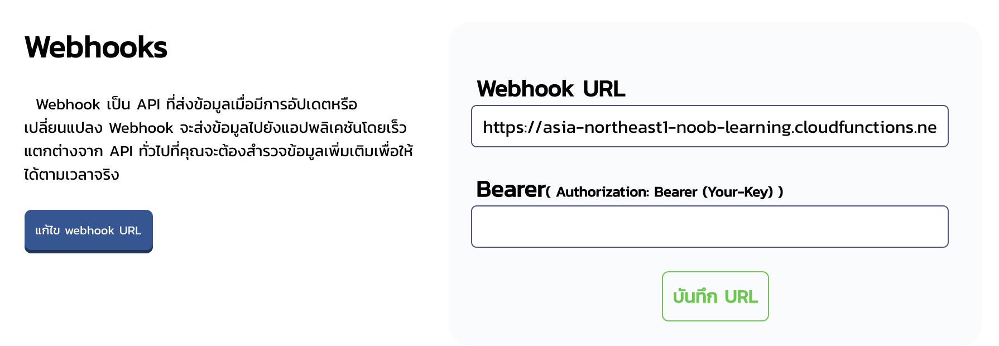 Webhooks
Webhook เป็น API ที่ส่งข้อมูลเมื่อมีการอัปเดตหรือ
เปลี่ยนแปลง Webhook จะส่งข้อมูลไปยังแอปพลิเคชันโดยเร็ว
แตกต่างจาก API ทั่วไปที่คุณจะต้องสำรวจข้อมูลเพิ่มเติมเพื่อให้
ได้ตามเวลาจริง
แก้ไข webhook URL
Webhook URL
https://asia-northeast1-noob-learning.cloudfunctions.ne
Bearer( Authorization: Bearer (Your-Key) )
บันทึก URL